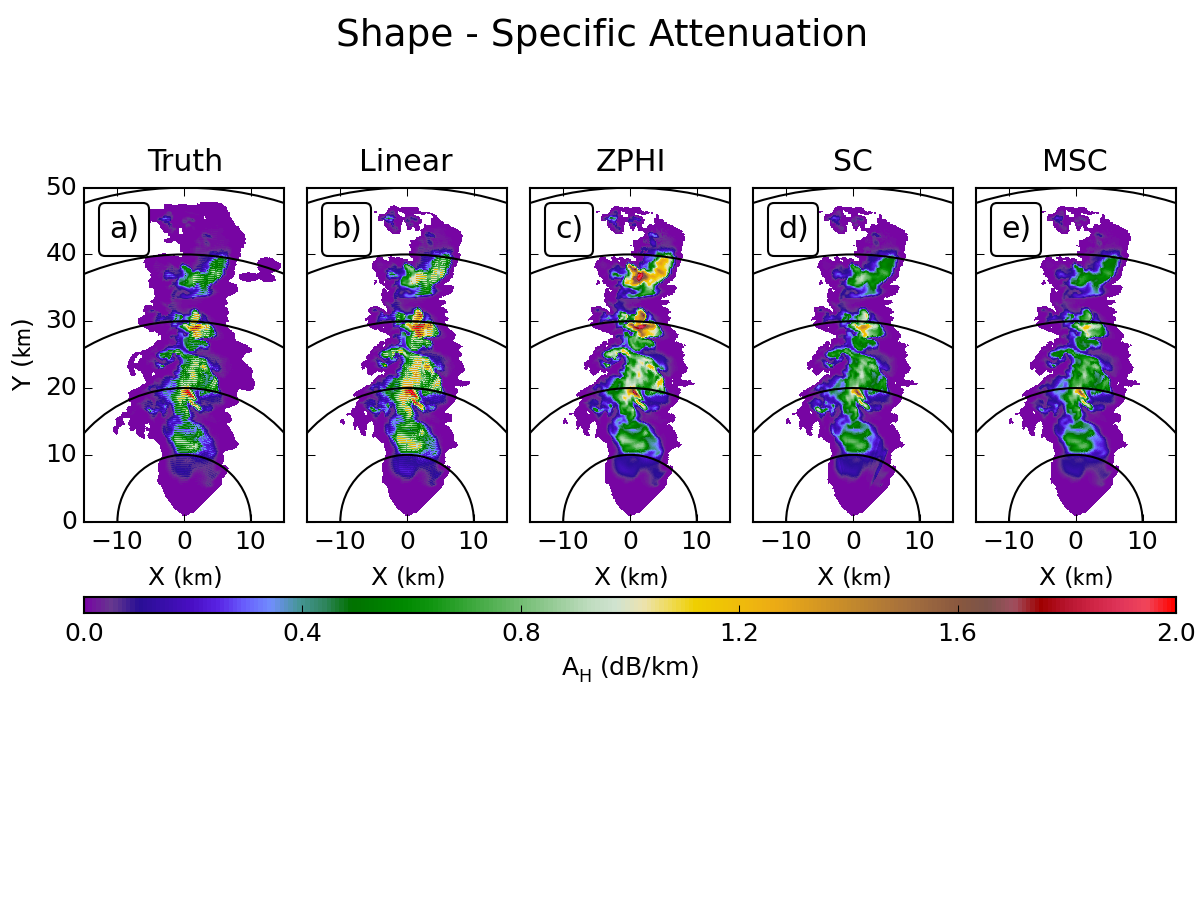 Shape - Specific Attenuation
Truth Linear ZPHI SC MSC
a) b) c) d) e)
50
40
30
20
10
0
Y (km)
−10 0 10 −10 0 10 −10 0 10 −10 0 10 −10 0 10
X (km) X (km) X (km) X (km) X (km)
0.0 0.4 0.8 1.2 1.6 2.0
A_H (dB/km)